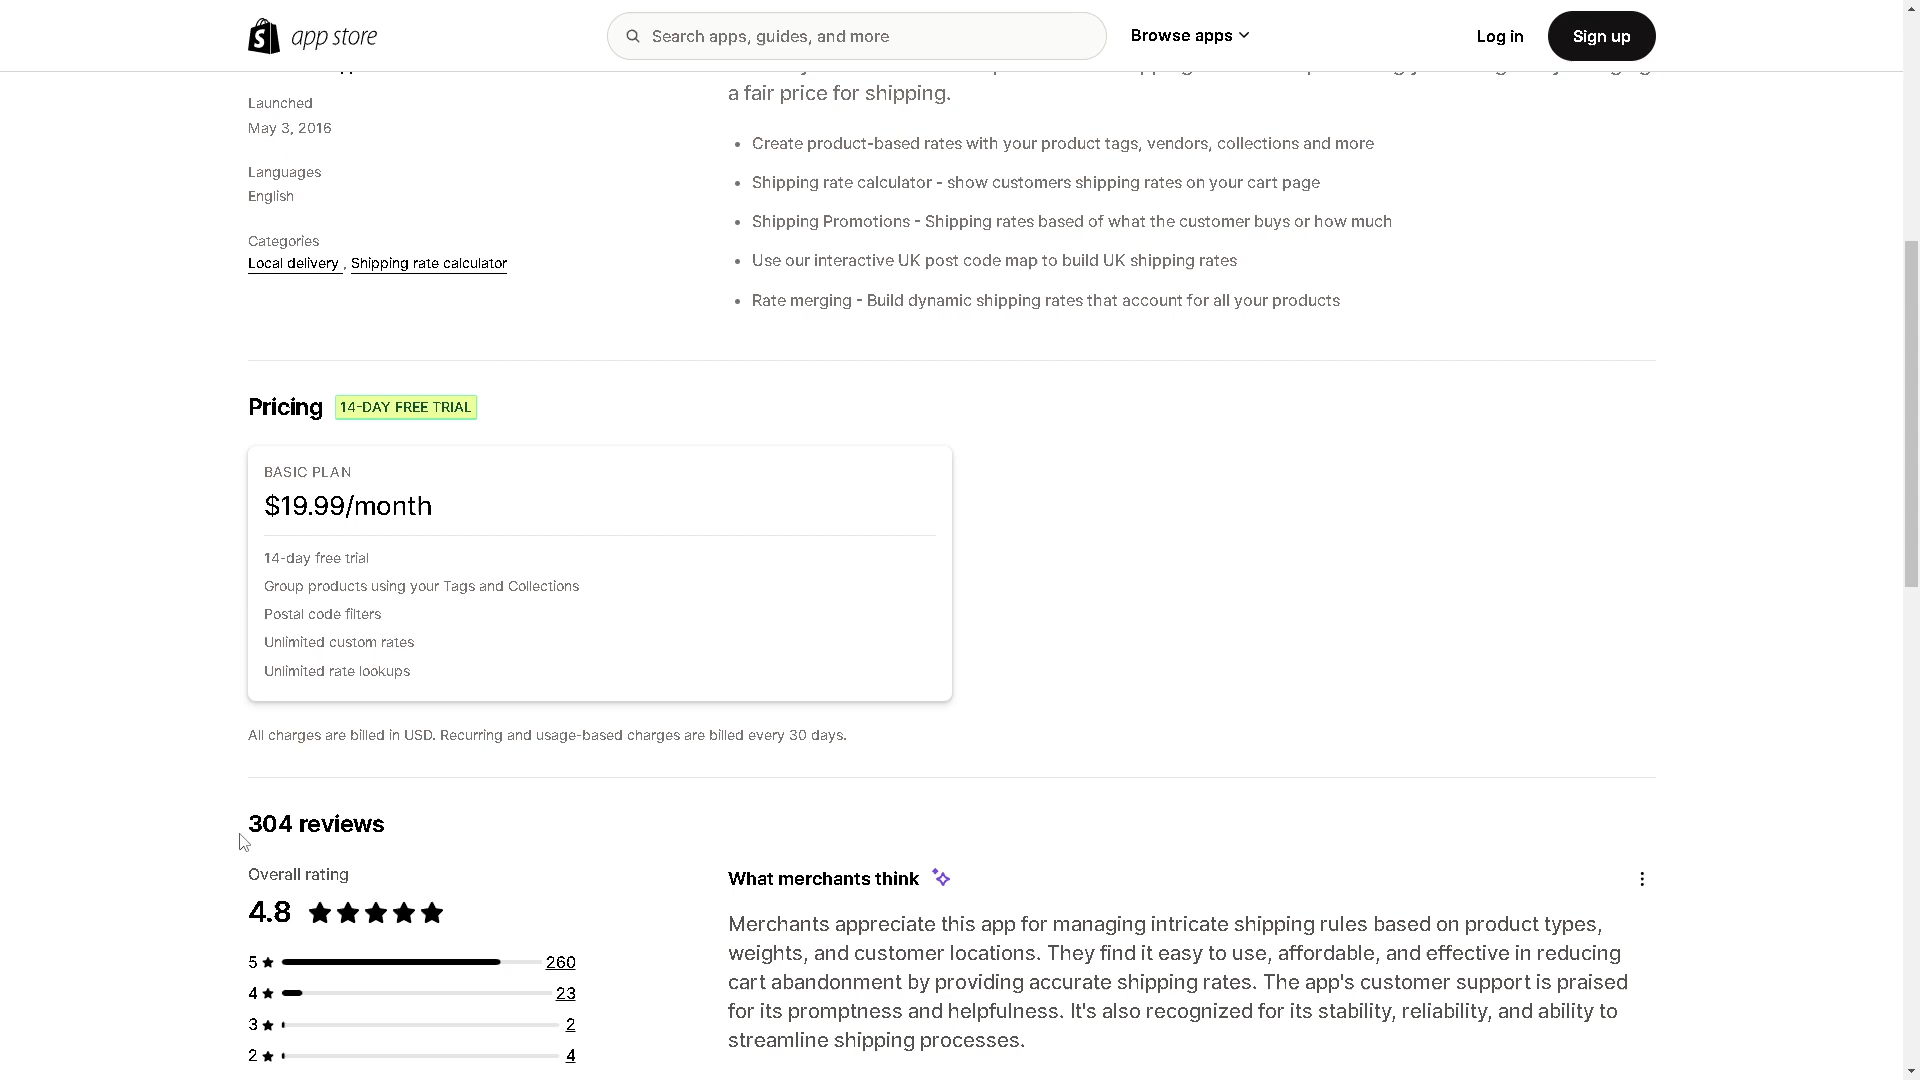 app store
Search apps, guides, and more
Browse apps
Log in
Sign up
a fair price for shipping.
Launched
May 3, 2016
Languages
English
Categories
Local delivery , Shipping rate calculator
• Create product-based rates with your product tags, vendors, collections and more
• Shipping rate calculator - show customers shipping rates on your cart page
• Shipping Promotions - Shipping rates based of what the customer buys or how much
• Use our interactive UK post code map to build UK shipping rates
• Rate merging - Build dynamic shipping rates that account for all your products
Pricing 14-DAY FREE TRIAL
BASIC PLAN
$19.99/month
14-day free trial
Group products using your Tags and Collections
Postal code filters
Unlimited custom rates
Unlimited rate lookups
All charges are billed in USD. Recurring and usage-based charges are billed every 30 days.
304 reviews
Overall rating
4.8
5 260
4 23
3 2
2 4
What merchants think
Merchants appreciate this app for managing intricate shipping rules based on product types,
weights, and customer locations. They find it easy to use, affordable, and effective in reducing
cart abandonment by providing accurate shipping rates. The app's customer support is praised
for its promptness and helpfulness. It's also recognized for its stability, reliability, and ability to
streamline shipping processes.